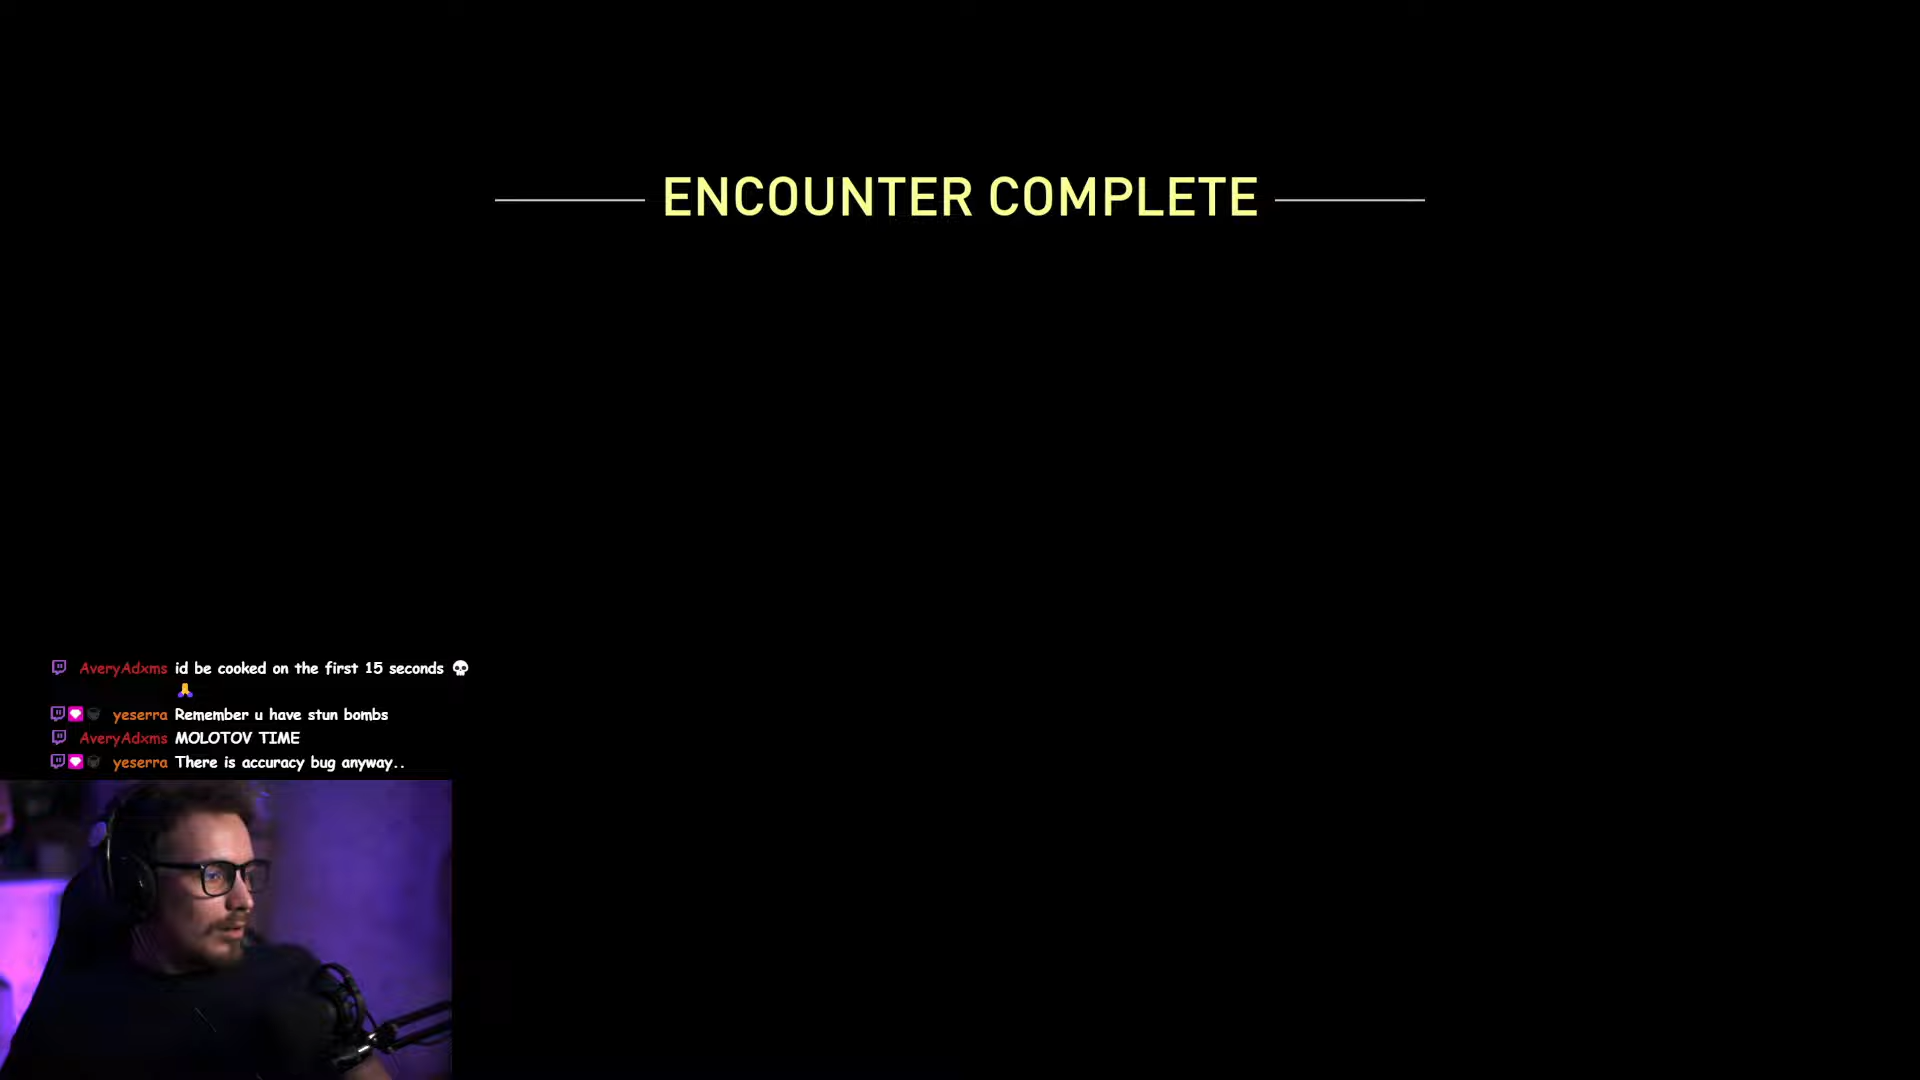 ENCOUNTER COMPLETE
AveryAdxms id be cooked on the first 15 seconds 💀
🙏
yeserra Remember u have stun bombs
AveryAdxms MOLOTOV TIME
yeserra There is accuracy bug anyway..